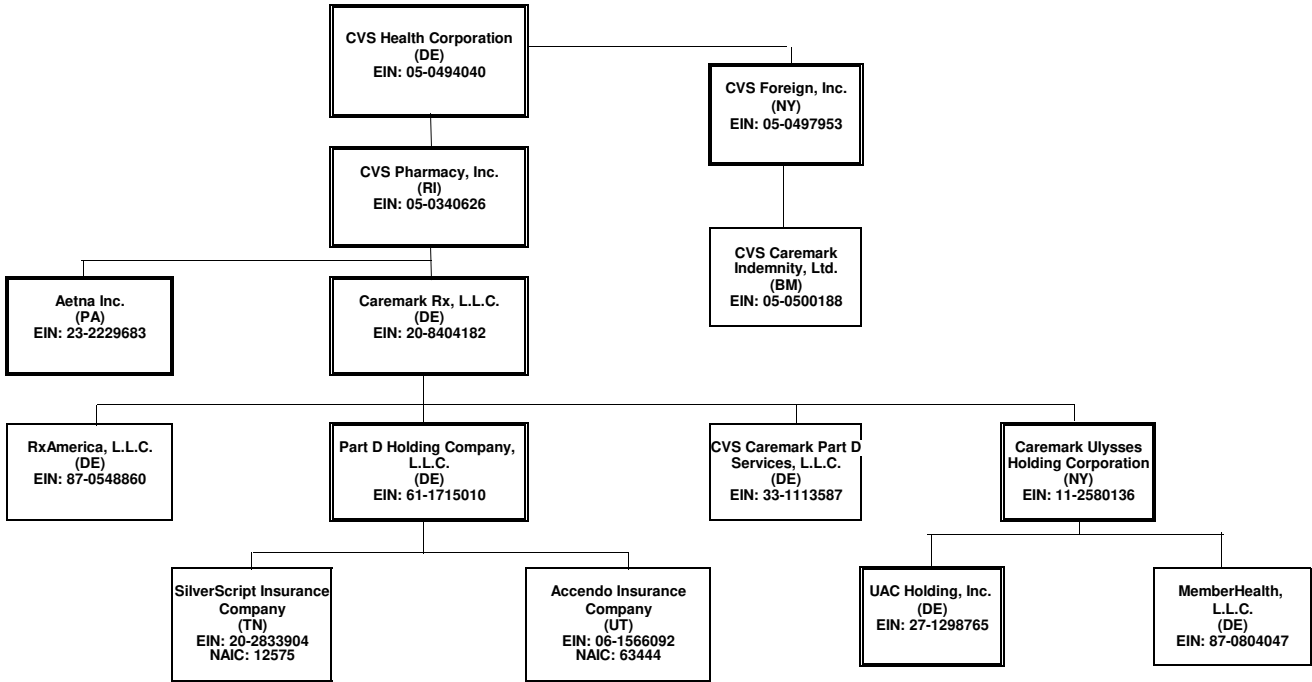 CVS Health Corporation
(DE)
EIN: 05-0494040
CVS Foreign, Inc.
(NY)
EIN: 05-0497953
CVS Pharmacy, Inc.
(RI)
EIN: 05-0340626
CVS Caremark
Indemnity, Ltd.
(BM)
EIN: 05-0500188
Aetna Inc.
(PA)
EIN: 23-2229683
Caremark Rx, L.L.C.
(DE)
EIN: 20-8404182
RxAmerica, L.L.C.
(DE)
EIN: 87-0548860
Part D Holding Company,
L.L.C.
(DE)
EIN: 61-1715010
CVS Caremark Part D
Services, L.L.C.
(DE)
EIN: 33-1113587
Caremark Ulysses
Holding Corporation
(NY)
EIN: 11-2580136
SilverScript Insurance
Company
(TN)
EIN: 20-2833904
NAIC: 12575
Accendo Insurance
Company
(UT)
EIN: 06-1566092
NAIC: 63444
UAC Holding, Inc.
(DE)
EIN: 27-1298765
MemberHealth,
L.L.C.
(DE)
EIN: 87-0804047